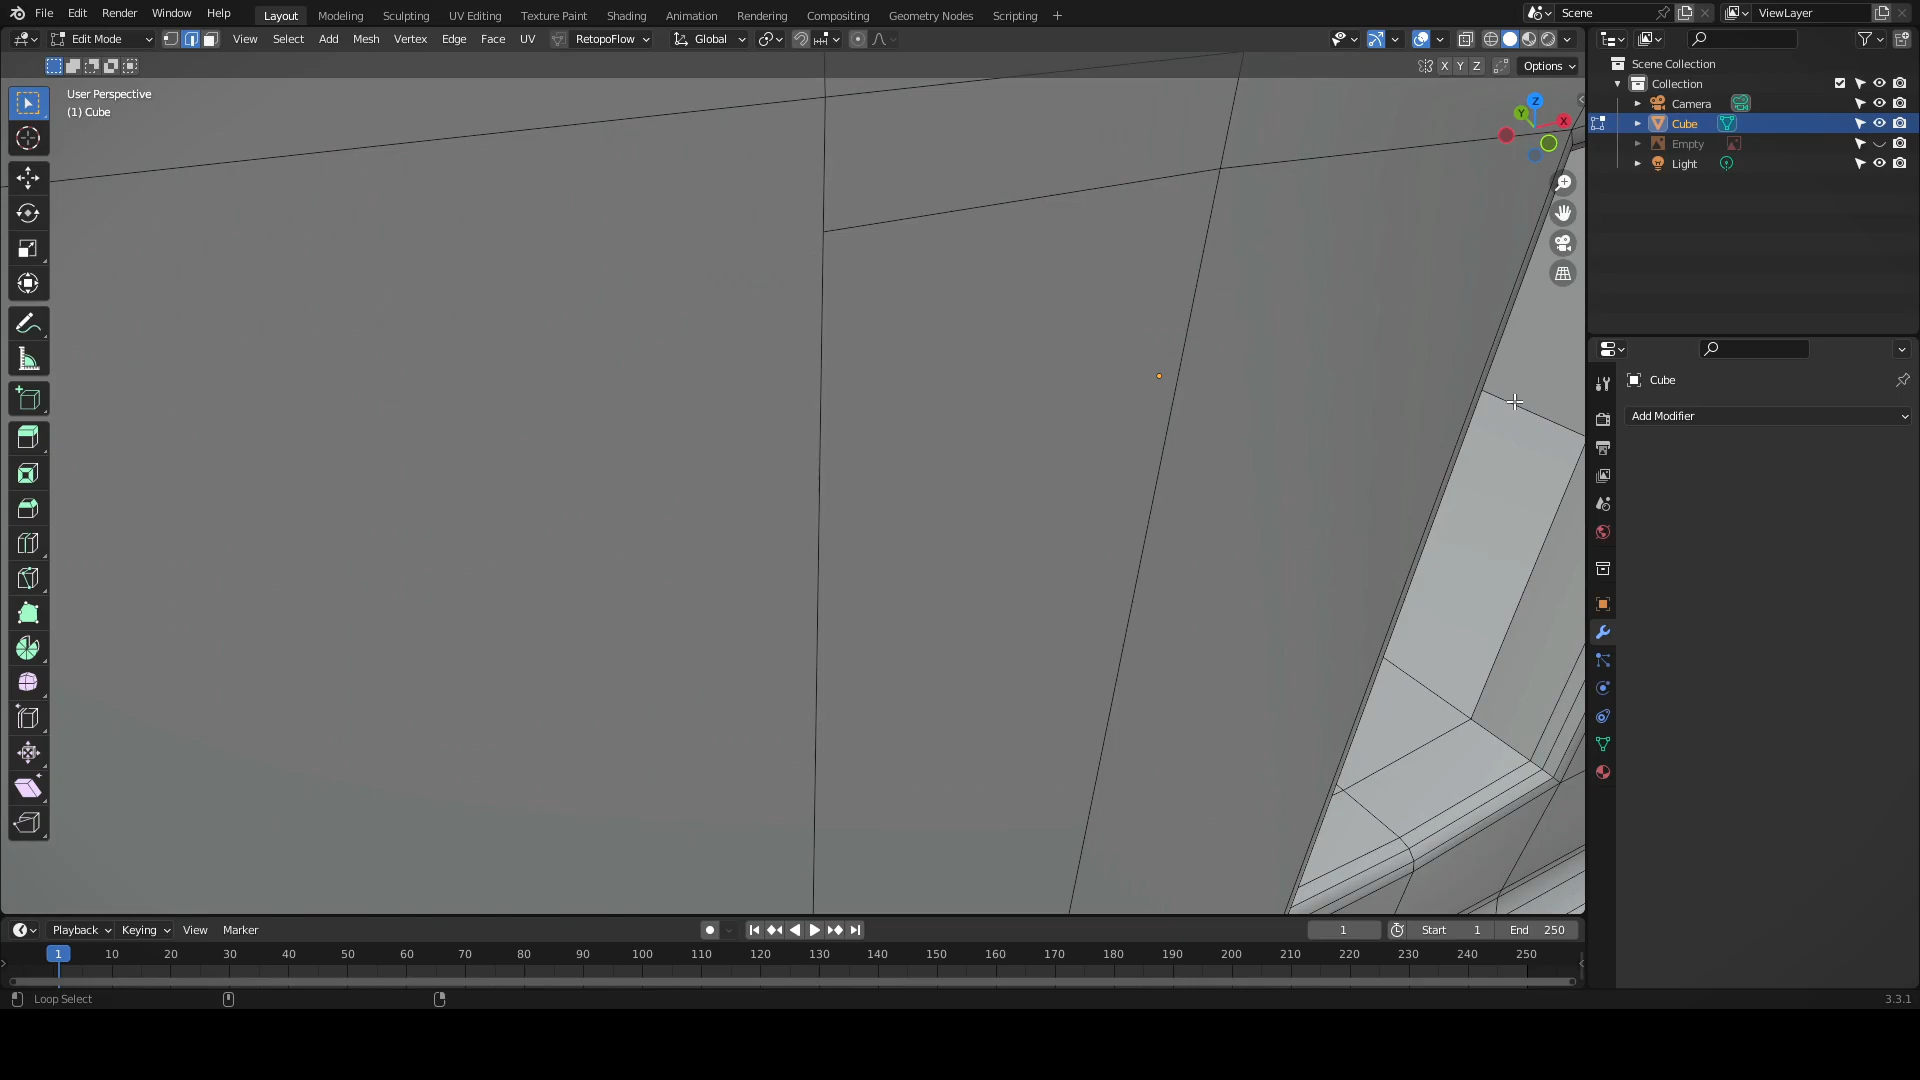 File Edit Render Window Help Layout Modeling Sculpting UV Editing Texture Paint Shading Animation Rendering Compositing Geometry Nodes Scripting Scene ViewLayer
Edit Mode View Select Add Mesh Vertex Edge Face UV RetopoFlow Global
X Y Z Options
User Perspective
(1) Cube
Z
Y
X
Scene Collection
Collection
Camera
Cube
Empty
Light
Cube
Add Modifier
Playback Keying View Marker 1 Start 1 End 250
1 10 20 30 40 50 60 70 80 90 100 110 120 130 140 150 160 170 180 190 200 210 220 230 240 250
Loop Select 3.3.1